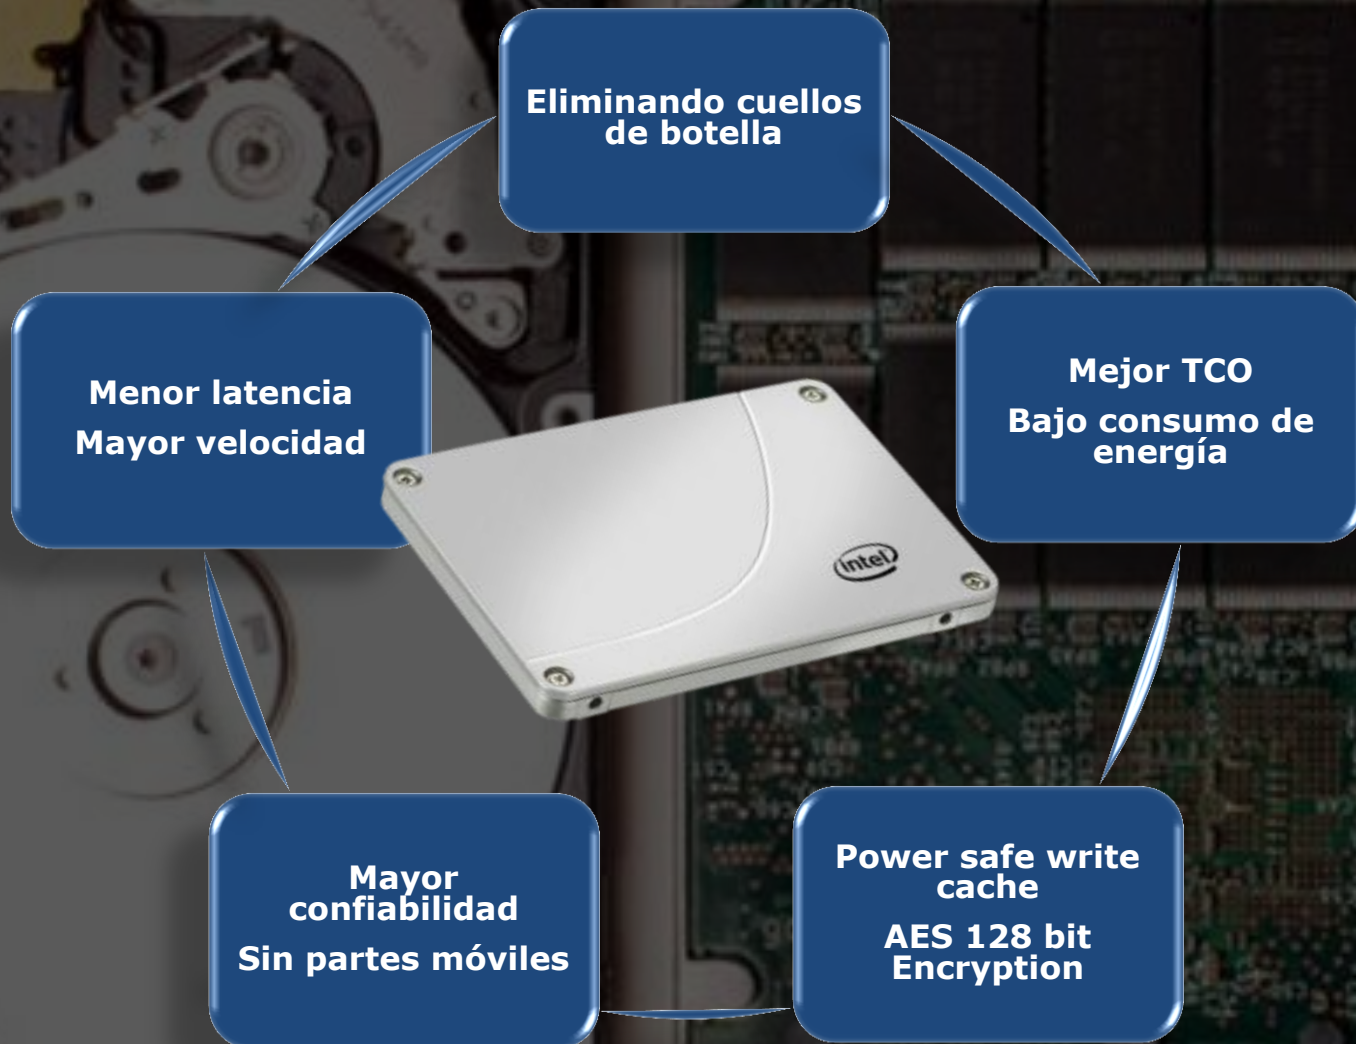 Eliminando cuellos
de botella
Mejor TCO
Bajo consumo de
energía
Power safe write
cache
AES 128 bit
Encryption
Mayor
confiabilidad
Sin partes móviles
Menor latencia
Mayor velocidad
intel